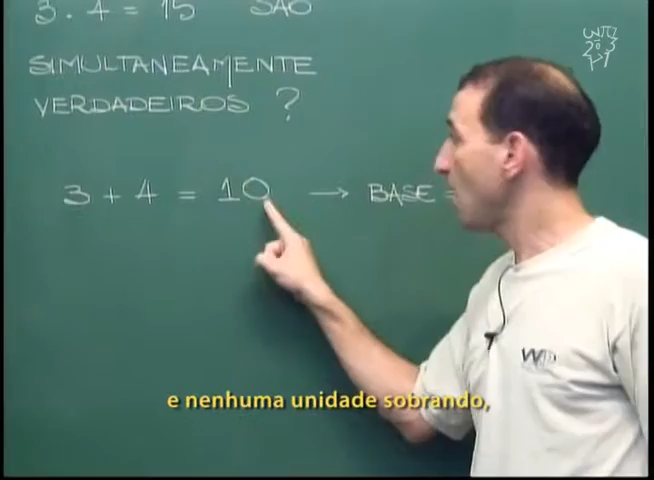 3 . 4 = 15 SÃO
SIMULTANEAMENTE
VERDADEIROS ?
3 + 4 = 10 → BASE =
e nenhuma unidade sobrando,